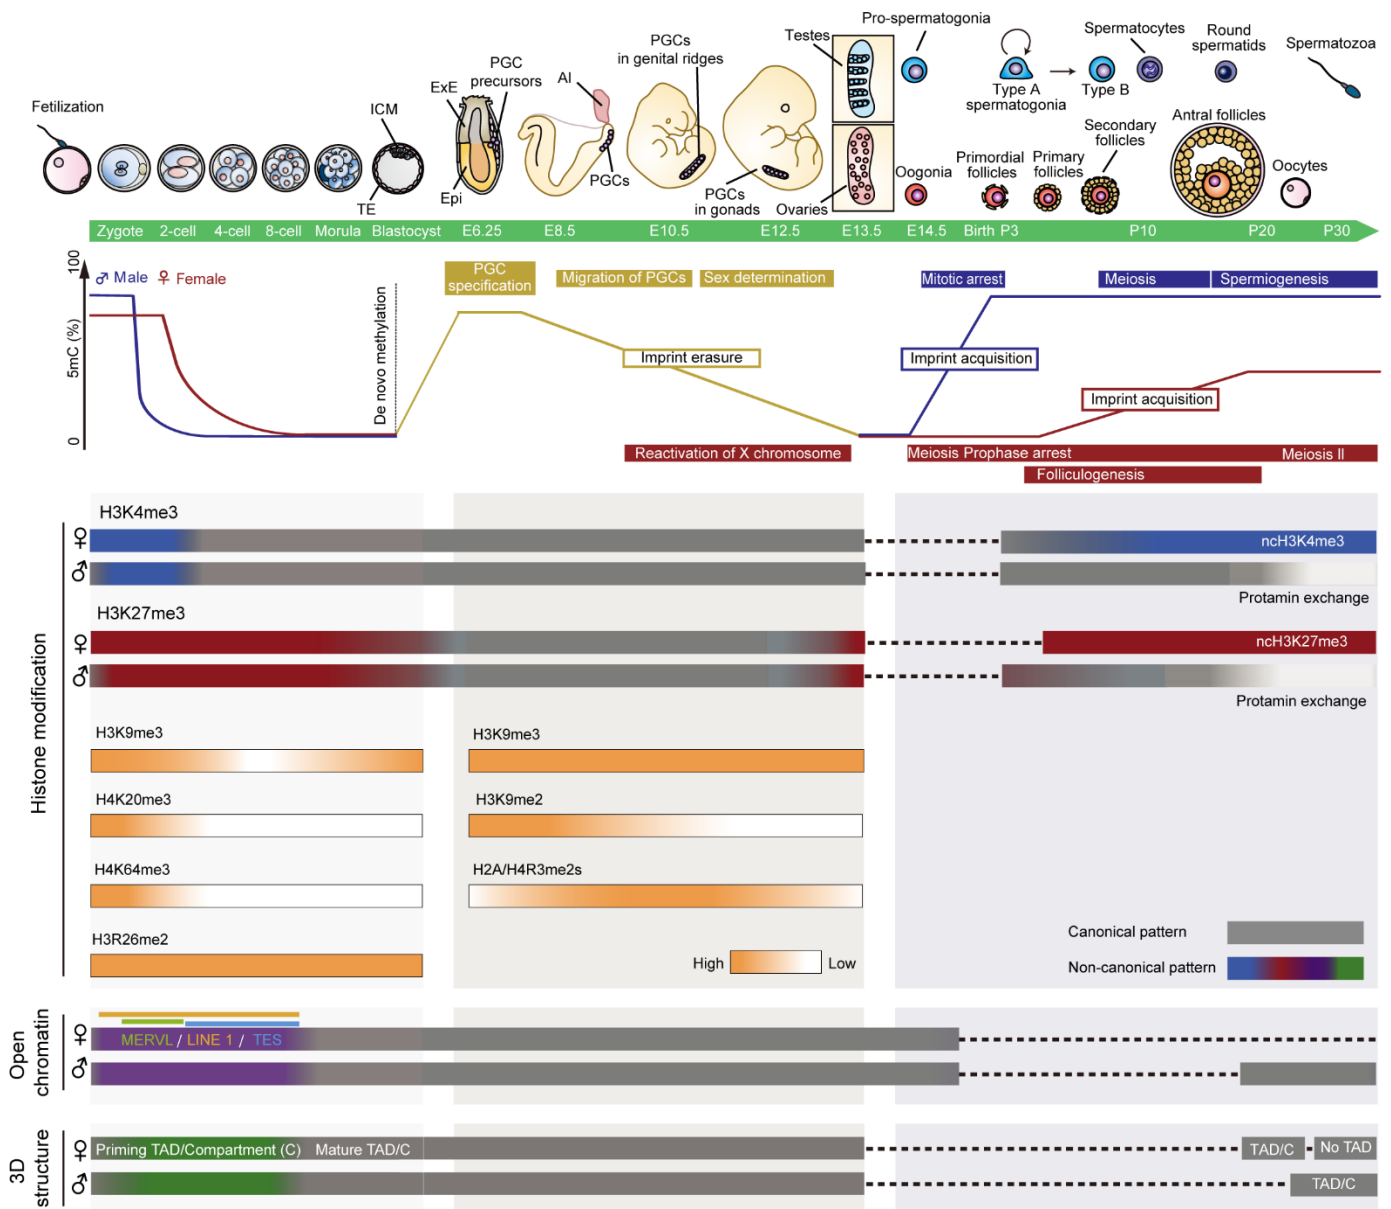 Fetilization
ICM
TE
ExE
PGC
precursors
Epi
AI
PGCs
PGCs
in genital ridges
PGCs
in gonads
Testes
Ovaries
Pro-spermatogonia
Oogonia
Type A
spermatogonia
Type B
Spermatocytes
Round
spermatids
Spermatozoa
Primordial
follicles
Primary
follicles
Secondary
follicles
Antral follicles
Oocytes
Zygote 2-cell 4-cell 8-cell Morula Blastocyst E6.25 E8.5 E10.5 E12.5 E13.5 E14.5 Birth P3 P10 P20 P30
100
5mC (%)
0
♂ Male ♀ Female
De novo methylation
PGC
specification
Migration of PGCs
Sex determination
Mitotic arrest
Meiosis
Spermiogenesis
Imprint erasure
Imprint acquisition
Imprint acquisition
Reactivation of X chromosome
Meiosis Prophase arrest
Meiosis II
Folliculogenesis
Histone modification
H3K4me3
♀
ncH3K4me3
♂
Protamin exchange
H3K27me3
♀
ncH3K27me3
♂
Protamin exchange
H3K9me3
H3K9me3
H4K20me3
H3K9me2
H4K64me3
H2A/H4R3me2s
H3R26me2
High
Low
Canonical pattern
Non-canonical pattern
Open
chromatin
♀
MERVL / LINE 1 / TES
♂
3D
structure
♀
Priming TAD/Compartment (C) Mature TAD/C
TAD/C
No TAD
♂
TAD/C